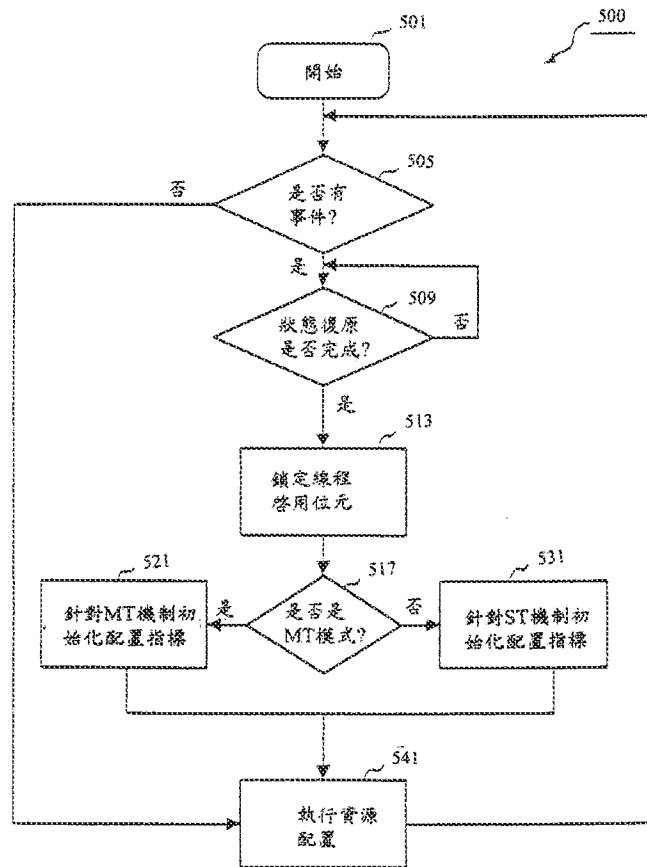 501
500
開始
505
否
是否有
事件?
是
509
狀態復原
是否完成?
否
是
513
鎖定線程
啓用位元
521
517
531
針對MT機制初
始化配置指標
是
是否是
MT模式?
否
針對ST機制初
始化配置指標
541
執行資源
配置